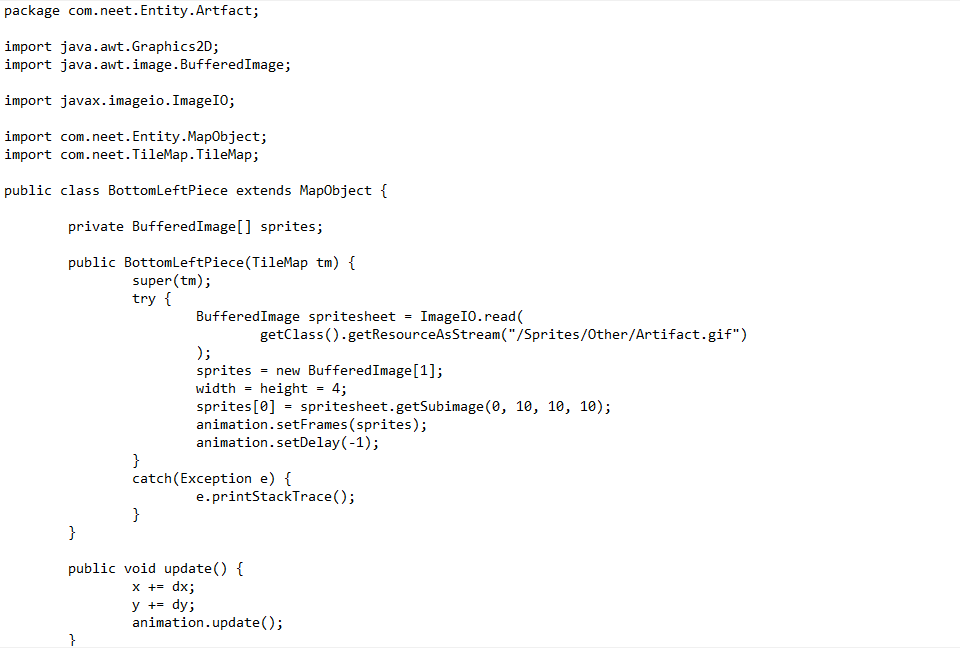 package com.neet.Entity.Artfact;
import java.awt.Graphics2D;
import java.awt.image.BufferedImage;
import javax.imageio.ImageIO;
import com.neet.Entity.MapObject;
import com.neet.TileMap.TileMap;
public class BottomLeftPiece extends MapObject {
private BufferedImage[] sprites;
public BottomLeftPiece(TileMap tm) {
super(tm);
try {
BufferedImage spritesheet = ImageIO.read(
getClass().getResourceAsStream("/Sprites/Other/Artifact.gif")
);
sprites = new BufferedImage[1];
width = height = 4;
sprites[0] = spritesheet.getSubimage(0, 10, 10, 10);
animation.setFrames(sprites);
animation.setDelay(-1);
}
catch(Exception e) {
e.printStackTrace();
}
}
public void update() {
x += dx;
y += dy;
animation.update();
}